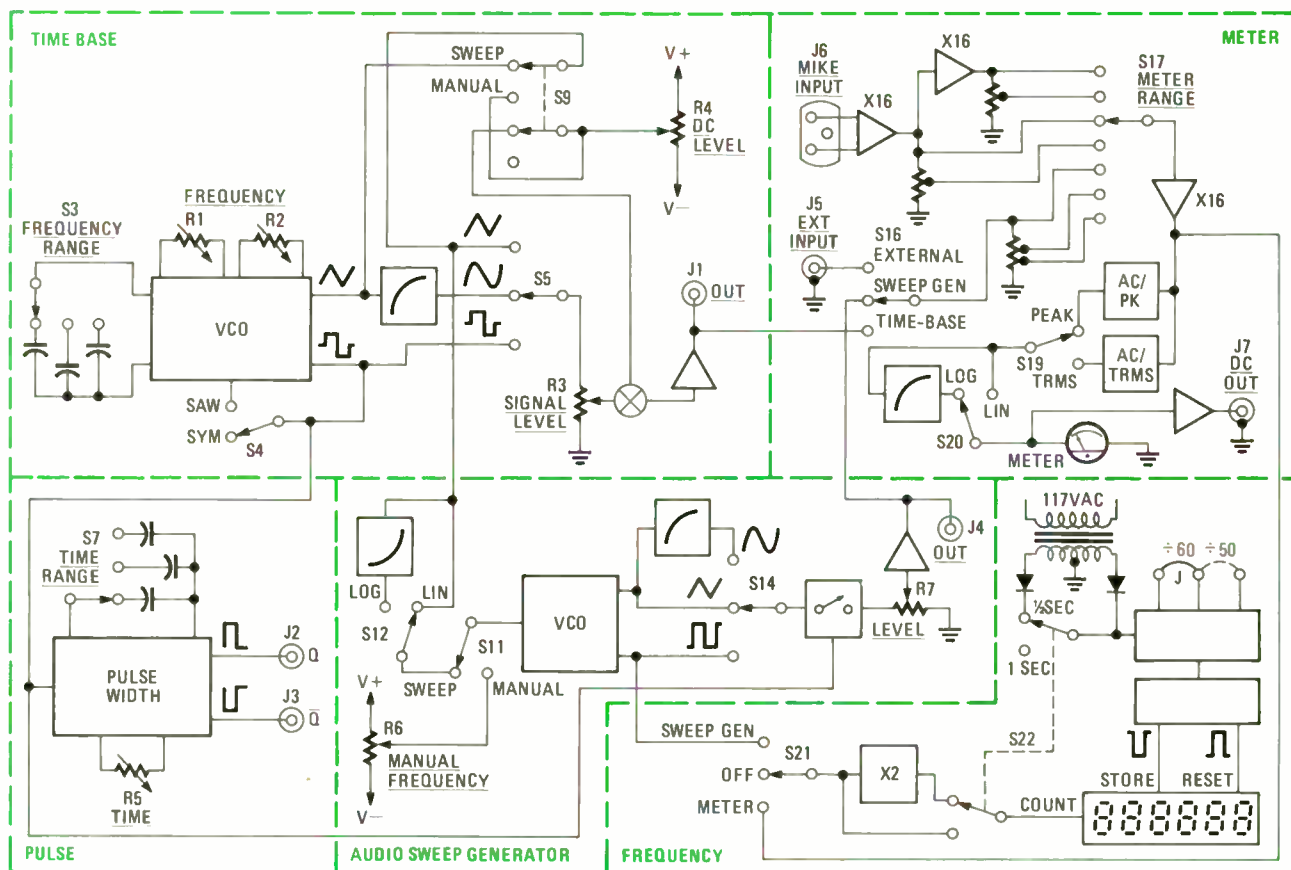 TIME BASE
SWEEP
MANUAL
S9
V+
R4
DC
LEVEL
V−
S3
FREQUENCY
RANGE
FREQUENCY
R1
R2
VCO
SAW
SYM
S4
S5
R3
SIGNAL
LEVEL
J1
OUT
METER
J6
MIKE
INPUT
X16
X16
S17
METER
RANGE
X16
J5
EXT
INPUT
S16
EXTERNAL
SWEEP GEN
TIME-BASE
AC/
PK
PEAK
S19
TRMS
AC/
TRMS
LOG
LIN
S20
METER
J7
DC
OUT
S7
TIME
RANGE
PULSE
WIDTH
J2
Q
J3
Q̅
R5
TIME
PULSE
LOG
LIN
S12
S11
SWEEP
MANUAL
V+
R6
MANUAL
FREQUENCY
V−
VCO
S14
J4
OUT
R7
LEVEL
AUDIO SWEEP GENERATOR
117VAC
÷60
÷50
J
½SEC
1 SEC
S22
SWEEP GEN
S21
OFF
METER
X2
COUNT
STORE
RESET
888888
FREQUENCY